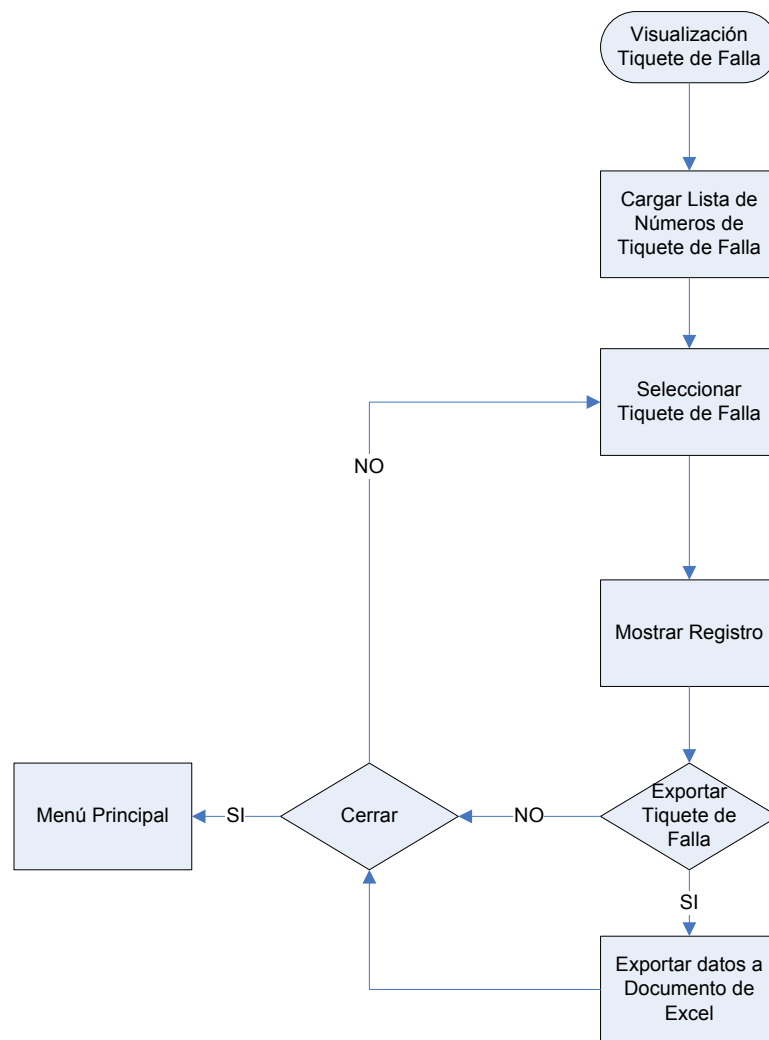 Visualización
Tiquete de Falla
Cargar Lista de
Números de
Tiquete de Falla
Seleccionar
Tiquete de Falla
NO
Mostrar Registro
Menú Principal
SI
Cerrar
NO
Exportar
Tiquete de
Falla
SI
Exportar datos a
Documento de
Excel